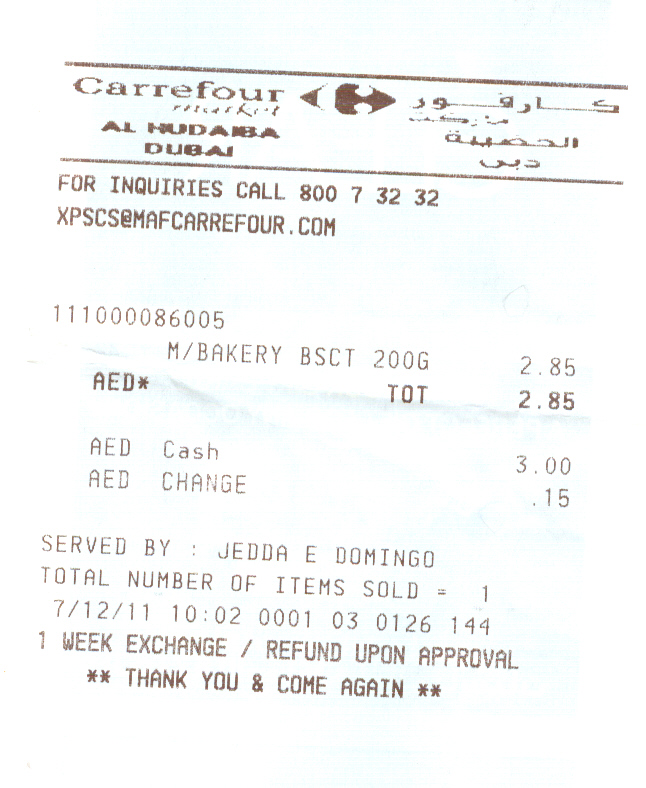 Carrefour كارفور
market ماركت
AL HUDAIBA الحضيبة
DUBAI دبي
FOR INQUIRIES CALL 800 7 32 32
XPSCS@MAFCARREFOUR.COM
111000086005
M/BAKERY BSCT 200G 2.85
AED* TOT 2.85
AED Cash 3.00
AED CHANGE .15
SERVED BY : JEDDA E DOMINGO
TOTAL NUMBER OF ITEMS SOLD = 1
7/12/11 10:02 0001 03 0126 144
1 WEEK EXCHANGE / REFUND UPON APPROVAL
** THANK YOU & COME AGAIN **